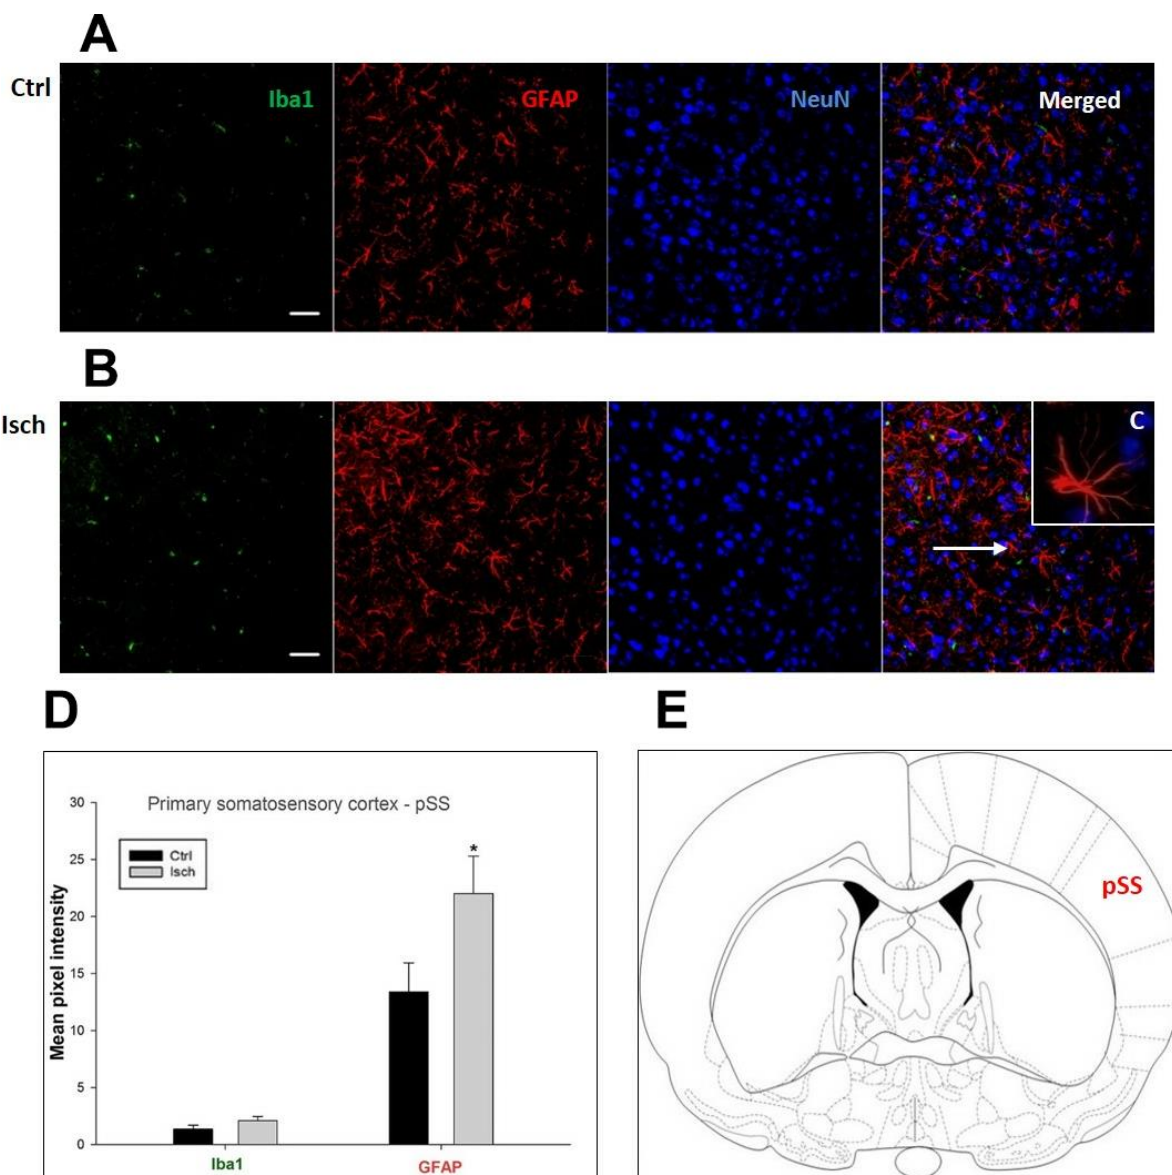 A
Ctrl
Iba1
GFAP
NeuN
Merged
B
Isch
C
D
E
Primary somatosensory cortex - pSS
Ctrl
Isch
Mean pixel intensity
30
25
20
15
10
5
0
*
Iba1
GFAP
pSS